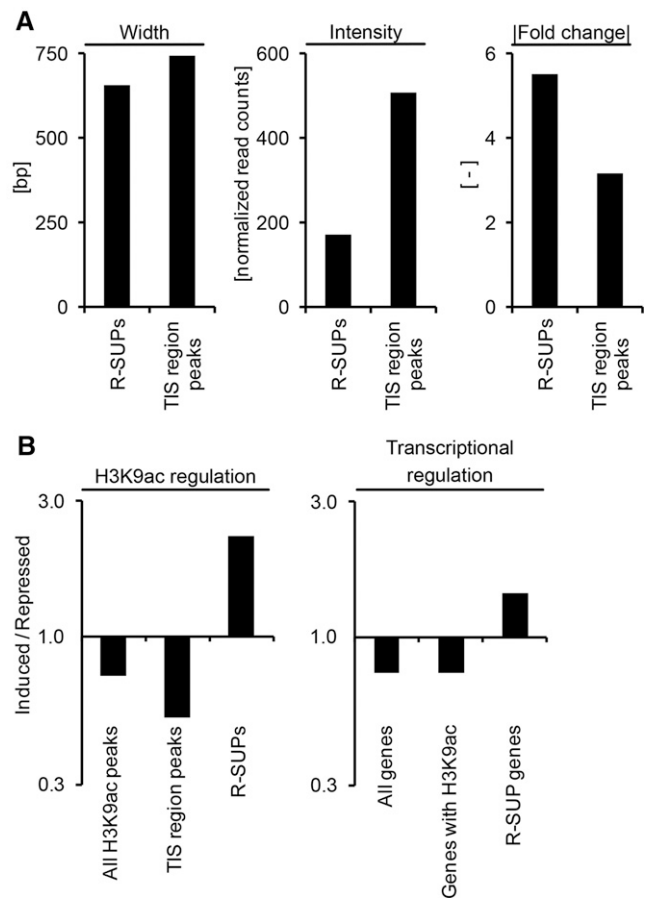 A
Width
Intensity
|Fold change|
[bp]
750
500
250
0
R-SUPs
TIS region
peaks
[normalized read counts]
600
400
200
0
R-SUPs
TIS region
peaks
[ - ]
6
4
2
0
R-SUPs
TIS region
peaks
B
H3K9ac regulation
Transcriptional
regulation
Induced / Repressed
3.0
1.0
0.3
All H3K9ac peaks
TIS region peaks
R-SUPs
3.0
1.0
0.3
All genes
Genes with H3K9ac
R-SUP genes